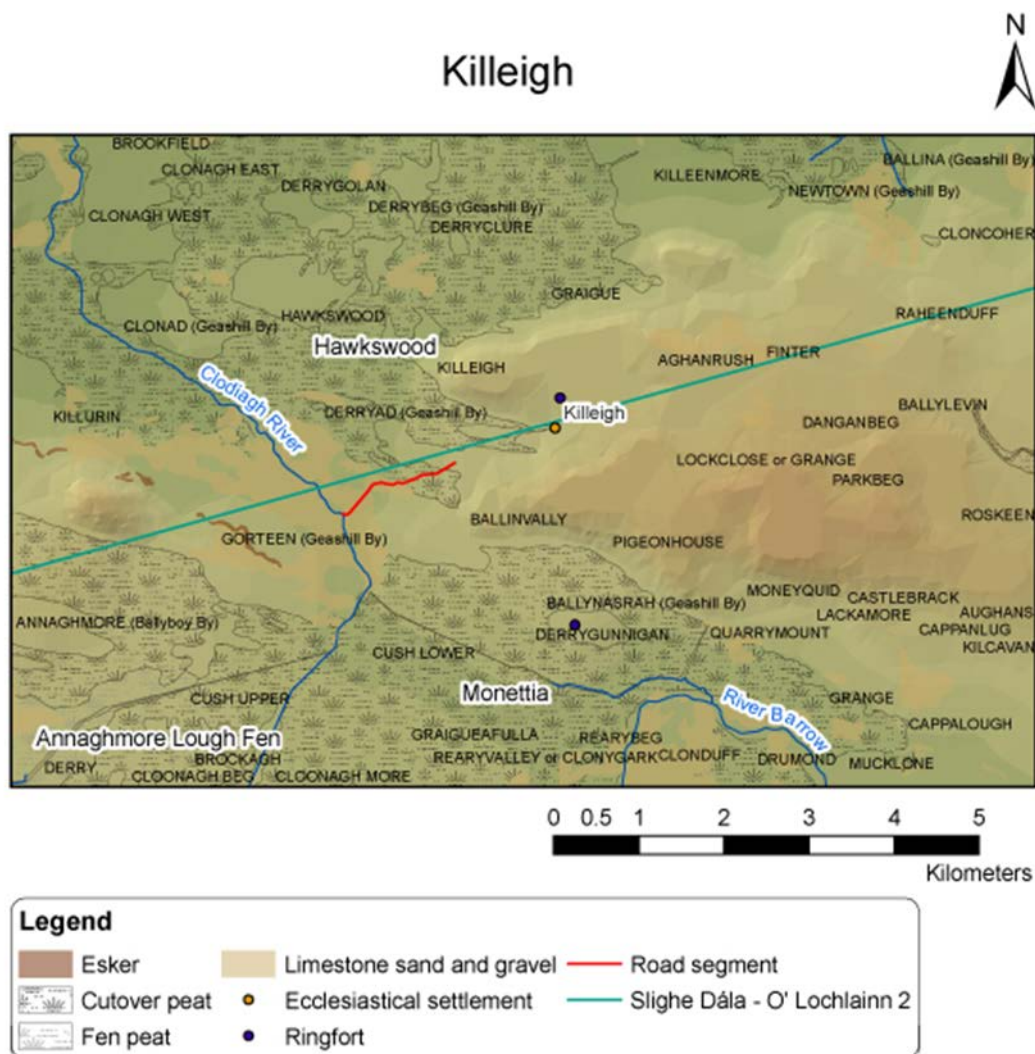 N
Killeigh
BROOKFIELD
CLONAGH EAST
DERRYGOLAN
CLONAGH WEST
DERRYBEG (Geashill By)
DERRYCLURE
KILLEENMORE
BALLINA (Geashill By)
NEWTOWN (Geashill By)
CLONCOHER
GRAIGUE
HAWKSWOOD
CLONAD (Geashill By)
Hawkswood
RAHEENDUFF
KILLEIGH
AGHANRUSH
FINTER
Clodiagh River
KILLURIN
DERRYAD (Geashill By)
Killeigh
BALLYLEVIN
DANGANBEG
LOCKCLOSE or GRANGE
PARKBEG
BALLINVALLY
ROSKEEN
GORTEEN (Geashill By)
PIGEONHOUSE
MONEYQUID
CASTLEBRACK
BALLYNASRAH (Geashill By)
LACKAMORE
AUGHANS
ANNAGHMORE (Ballyboy By)
DERRYGUNNIGAN
QUARRYMOUNT
CAPPANLUG
KILCAVAN
CUSH LOWER
CUSH UPPER
Monettia
River Barrow
GRANGE
CAPPALOUGH
Annaghmore Lough Fen
GRAIGUEAFULLA
REARYBEG
BROCKAGH
REARYVALLEY or CLONYGARK
CLONDUFF
DRUMOND
MUCKLONE
DERRY
CLOONAGH BEG
CLOONAGH MORE
0 0.5 1 2 3 4 5
Kilometers
Legend
Esker
Limestone sand and gravel
Road segment
Cutover peat
Ecclesiastical settlement
Slighe Dála - O' Lochlainn 2
Fen peat
Ringfort